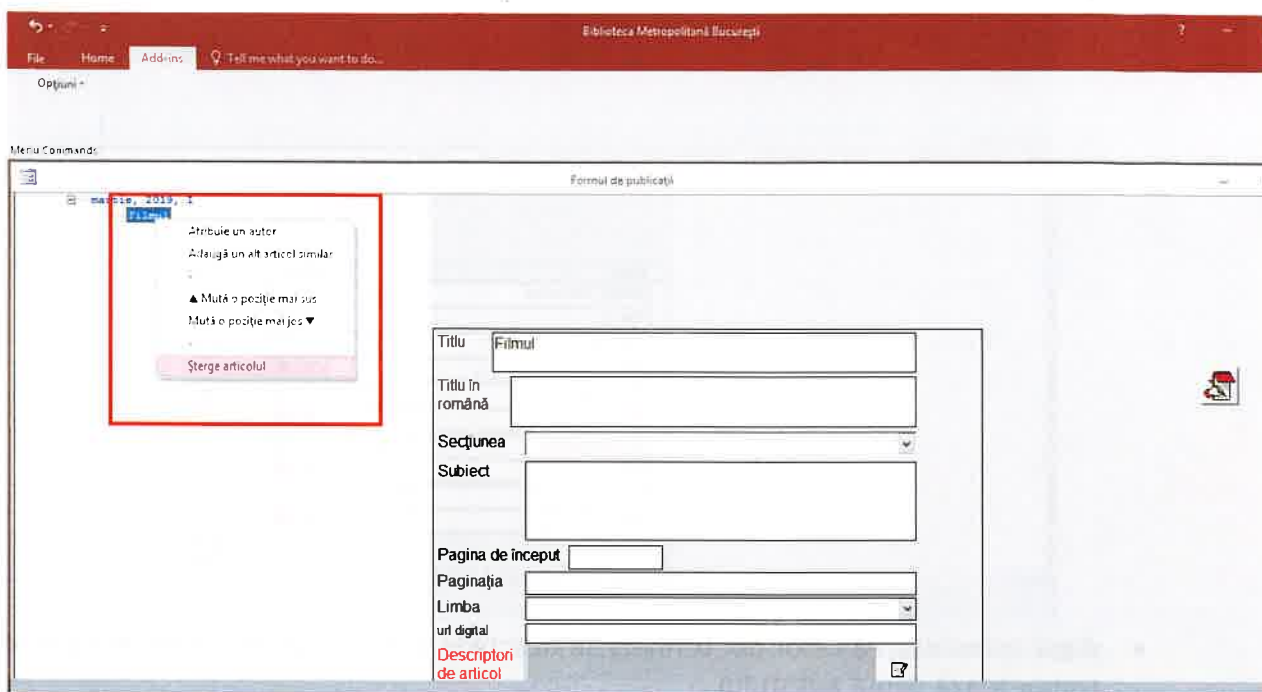 Biblioteca Metropolitană București
?
File Home Add-ins Tell me what you want to do...
Opțiuni
Menu Commands
Formul de publicații
martie, 2019, 1
Filmul
Atribuie un autor
Adaugă un alt articol similar
-
▲ Mută o poziție mai sus
Mută o poziție mai jos ▼
-
Șterge articolul
Titlu Filmul
Titlu în
română
Secțiunea
Subiect
Pagina de început
Paginația
Limba
url digital
Descriptori
de articol